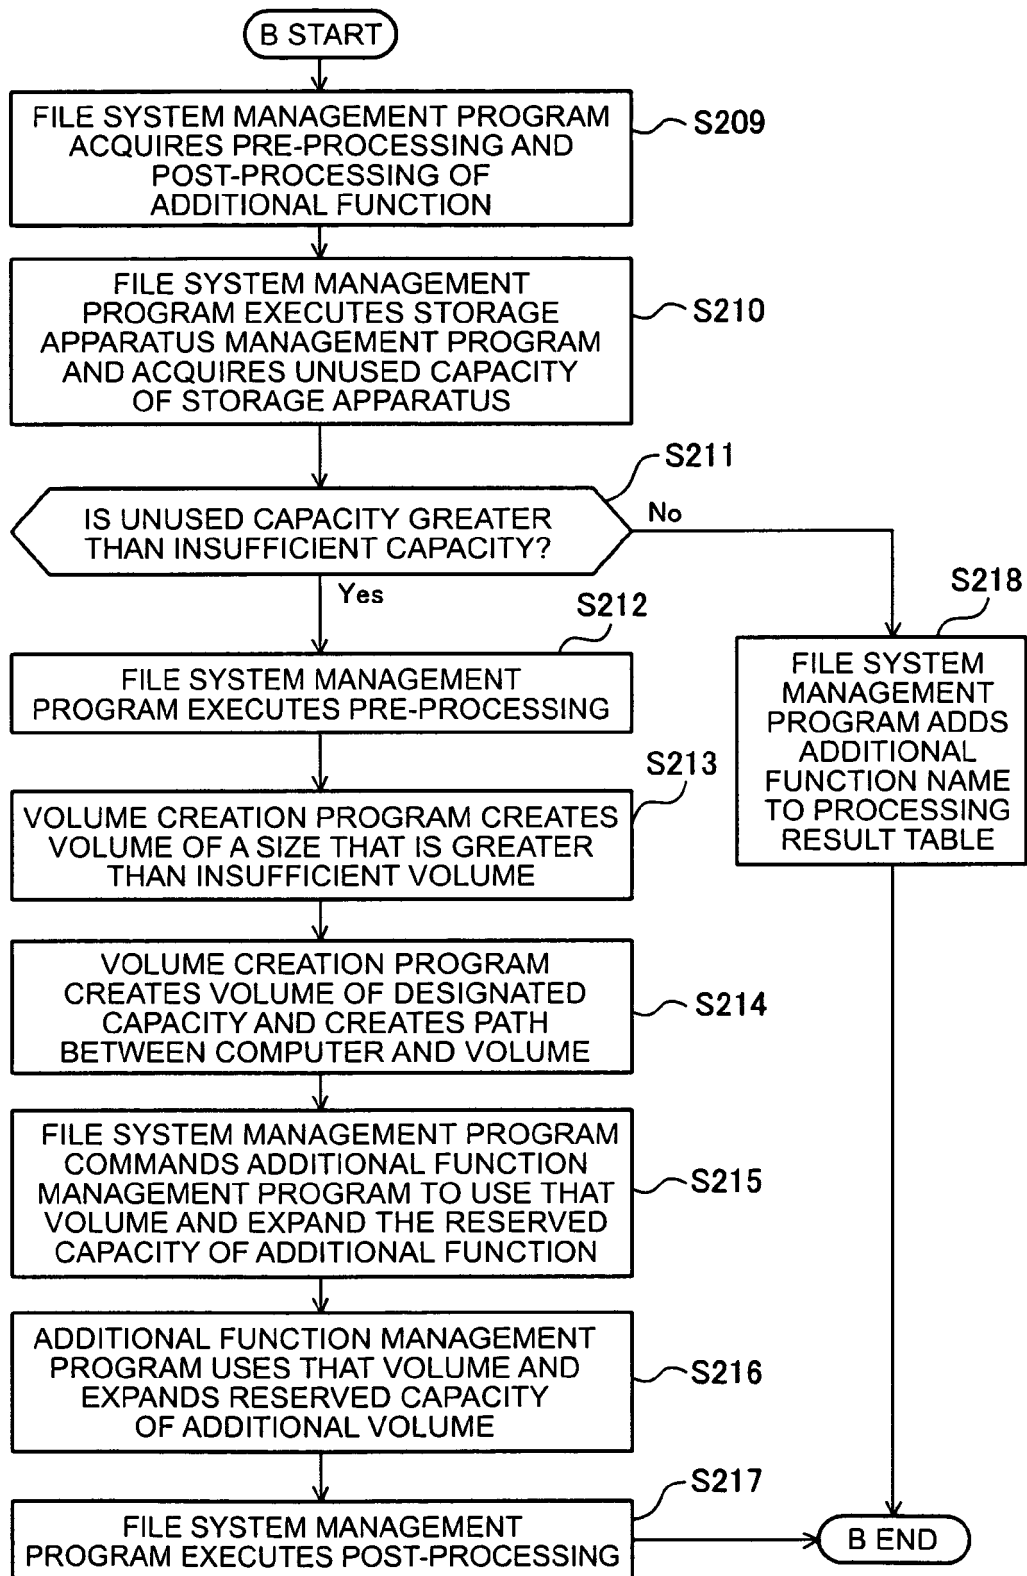 B START
FILE SYSTEM MANAGEMENT PROGRAM
ACQUIRES PRE-PROCESSING AND
POST-PROCESSING OF
ADDITIONAL FUNCTION
S209
FILE SYSTEM MANAGEMENT
PROGRAM EXECUTES STORAGE
APPARATUS MANAGEMENT PROGRAM
AND ACQUIRES UNUSED CAPACITY
OF STORAGE APPARATUS
S210
S211
IS UNUSED CAPACITY GREATER
THAN INSUFFICIENT CAPACITY?
No
Yes
S212
FILE SYSTEM MANAGEMENT
PROGRAM EXECUTES PRE-PROCESSING
S218
FILE SYSTEM
MANAGEMENT
PROGRAM ADDS
ADDITIONAL
FUNCTION NAME
TO PROCESSING
RESULT TABLE
S213
VOLUME CREATION PROGRAM CREATES
VOLUME OF A SIZE THAT IS GREATER
THAN INSUFFICIENT VOLUME
VOLUME CREATION PROGRAM
CREATES VOLUME OF DESIGNATED
CAPACITY AND CREATES PATH
BETWEEN COMPUTER AND VOLUME
S214
FILE SYSTEM MANAGEMENT PROGRAM
COMMANDS ADDITIONAL FUNCTION
MANAGEMENT PROGRAM TO USE THAT
VOLUME AND EXPAND THE RESERVED
CAPACITY OF ADDITIONAL FUNCTION
S215
ADDITIONAL FUNCTION MANAGEMENT
PROGRAM USES THAT VOLUME AND
EXPANDS RESERVED CAPACITY
OF ADDITIONAL VOLUME
S216
S217
FILE SYSTEM MANAGEMENT
PROGRAM EXECUTES POST-PROCESSING
B END